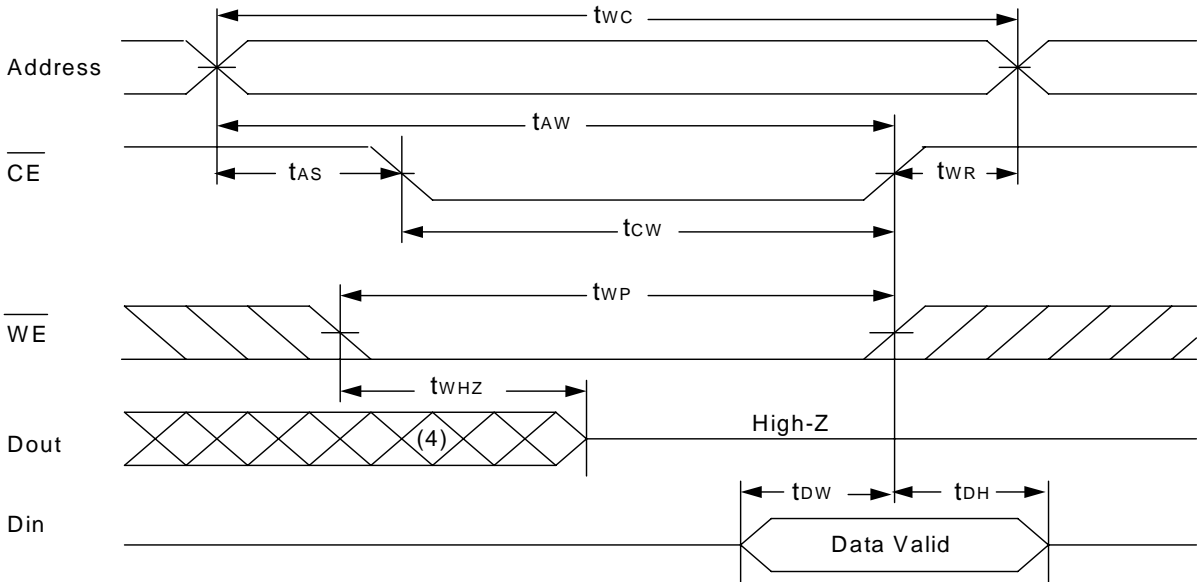 tWC
Address
tAW
CE
tAS
tWR
tCW
tWP
WE
tWHZ
Dout
(4)
High-Z
tDW
tDH
Din
Data Valid